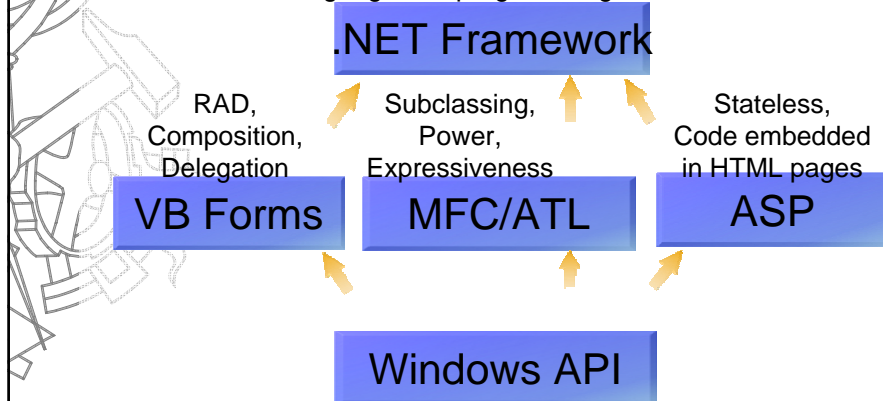 .NET Framework
RAD,
Composition,
Delegation
Subclassing,
Power,
Expressiveness
Stateless,
Code embedded
in HTML pages
VB Forms
MFC/ATL
ASP
Windows API